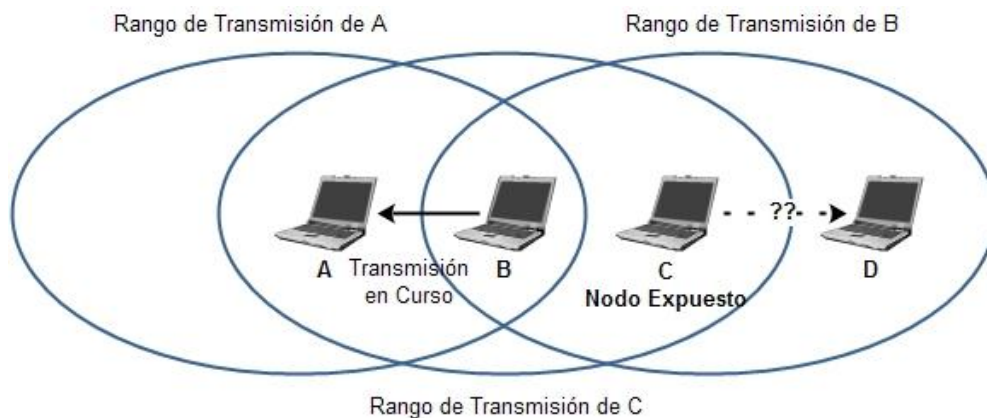 Rango de Transmisión de A
Rango de Transmisión de B
??
A
Transmisión
en Curso
B
C
Nodo Expuesto
D
Rango de Transmisión de C